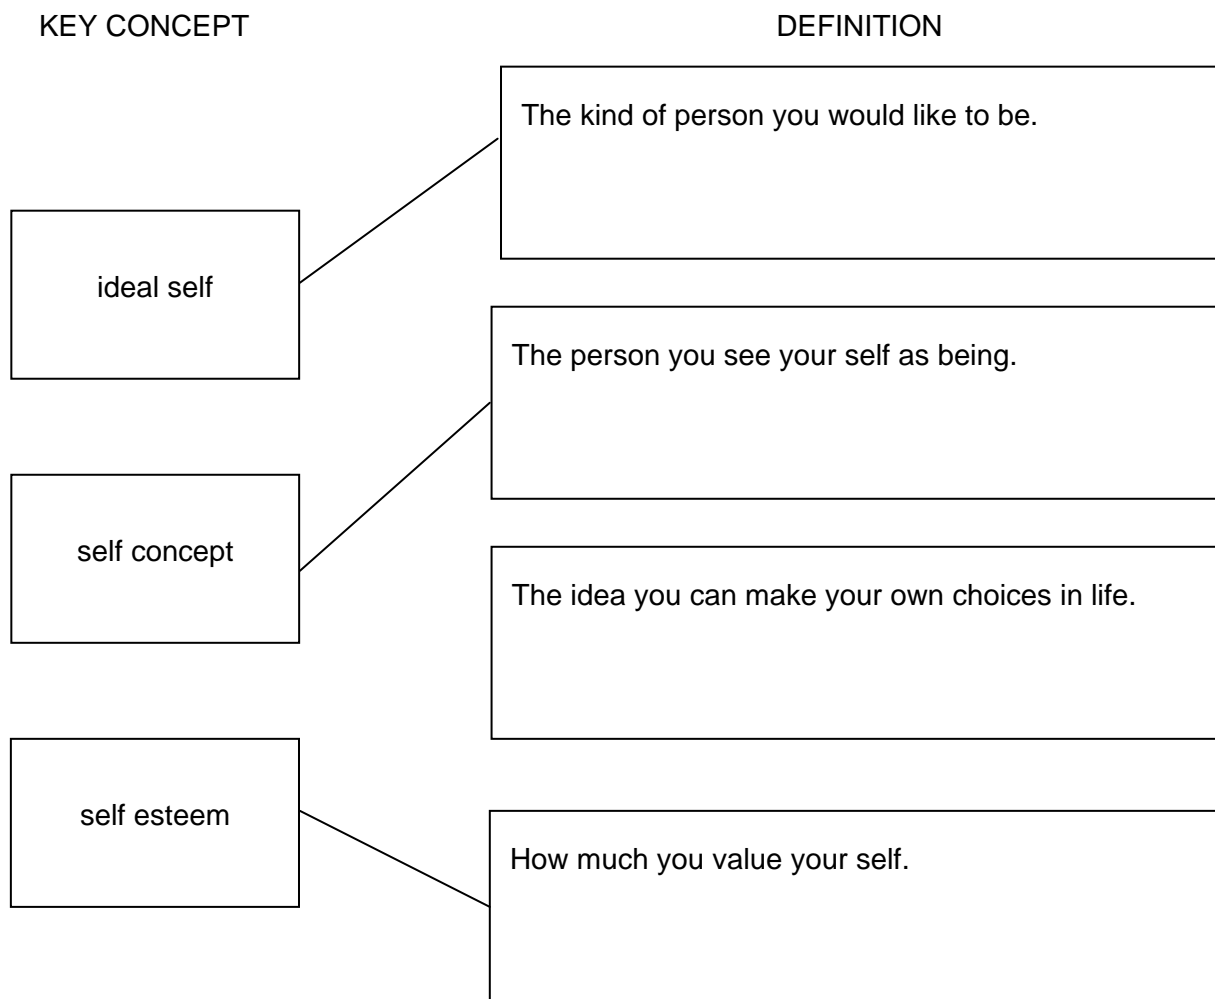 KEY CONCEPT
DEFINITION
The kind of person you would like to be.
ideal self
The person you see your self as being.
self concept
The idea you can make your own choices in life.
self esteem
How much you value your self.